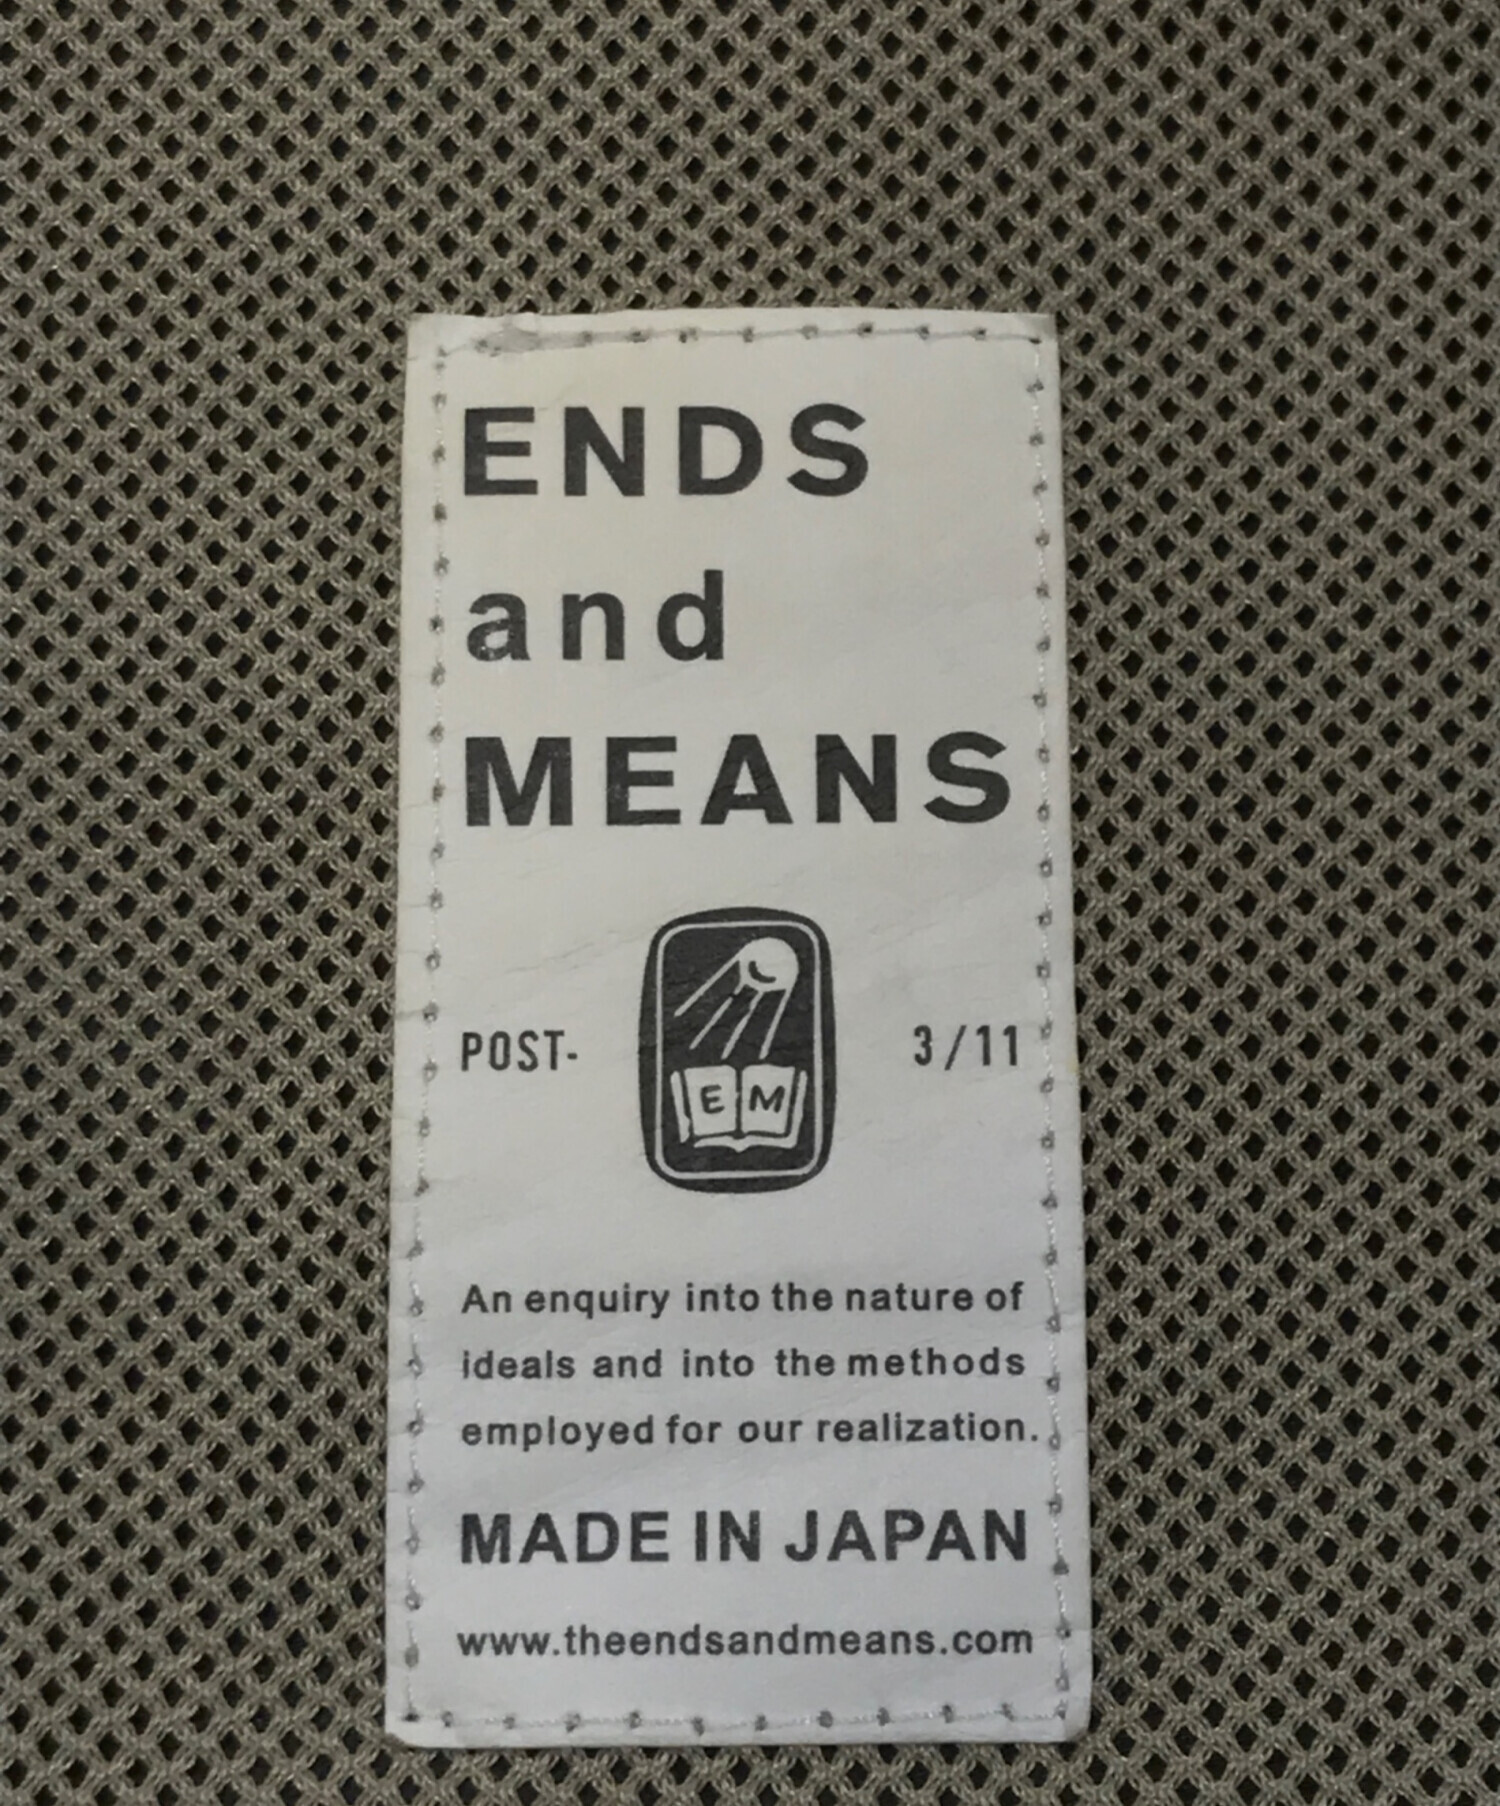 ENDS
and
MEANS
POST- 3/11
E M
An enquiry into the nature of
ideals and into the methods
employed for our realization.
MADE IN JAPAN
www.theendsandmeans.com